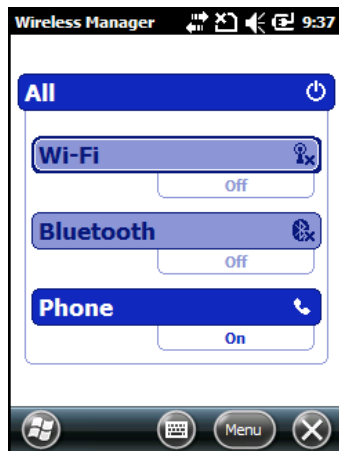 Wireless Manager 9:37
All
Wi-Fi
Off
Bluetooth
Off
Phone
On
Menu